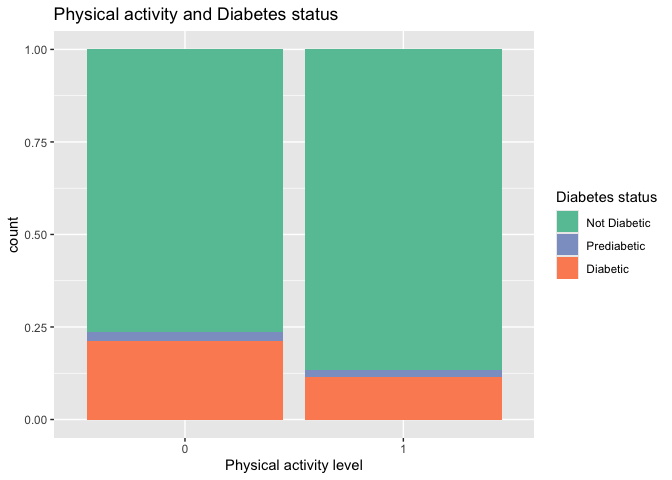 Physical activity and Diabetes status
count
1.00
0.75
0.50
0.25
0.00
0
1
Physical activity level
Diabetes status
Not Diabetic
Prediabetic
Diabetic